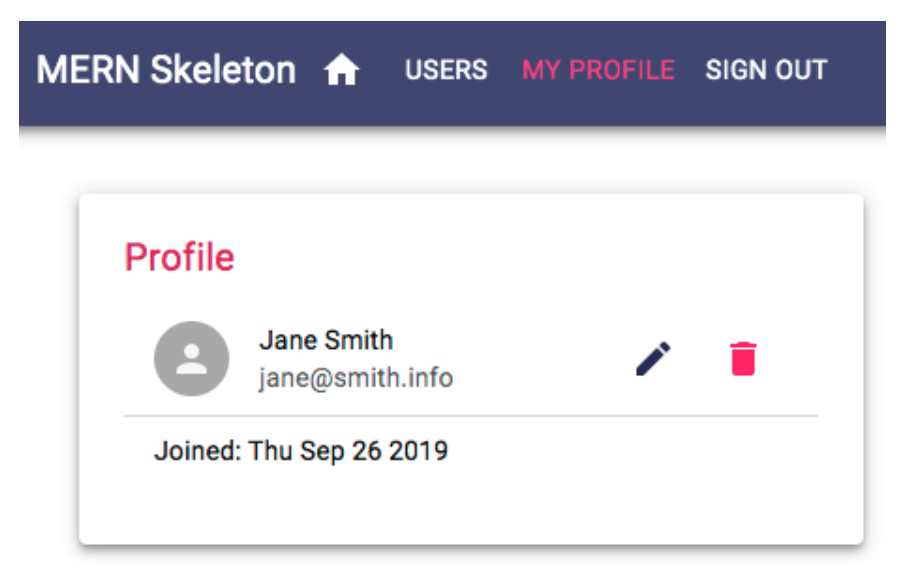 MERN Skeleton USERS MY PROFILE SIGN OUT
Profile
Jane Smith
jane@smith.info
Joined: Thu Sep 26 2019